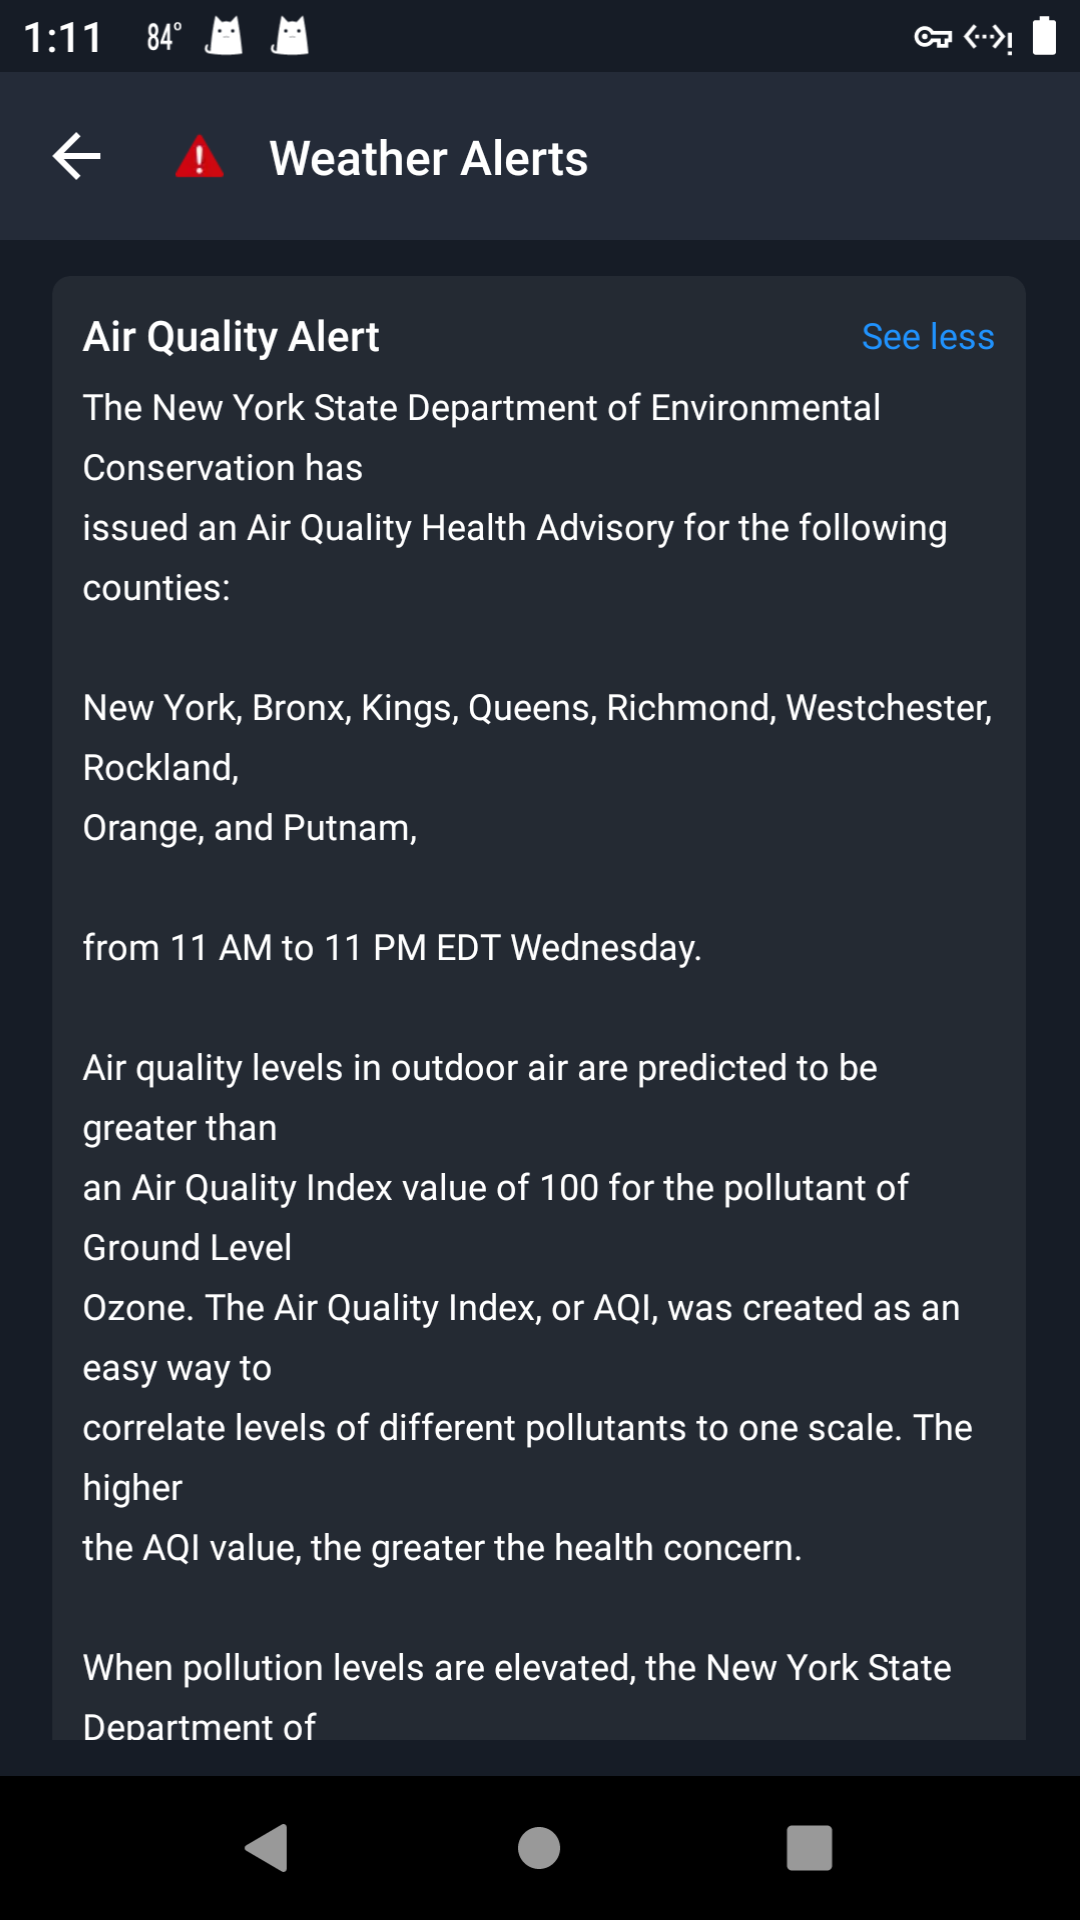 1:11 84°
Weather Alerts
Air Quality Alert See less
The New York State Department of Environmental
Conservation has
issued an Air Quality Health Advisory for the following
counties:
New York, Bronx, Kings, Queens, Richmond, Westchester,
Rockland,
Orange, and Putnam,
from 11 AM to 11 PM EDT Wednesday.
Air quality levels in outdoor air are predicted to be
greater than
an Air Quality Index value of 100 for the pollutant of
Ground Level
Ozone. The Air Quality Index, or AQI, was created as an
easy way to
correlate levels of different pollutants to one scale. The
higher
the AQI value, the greater the health concern.
When pollution levels are elevated, the New York State
Department of